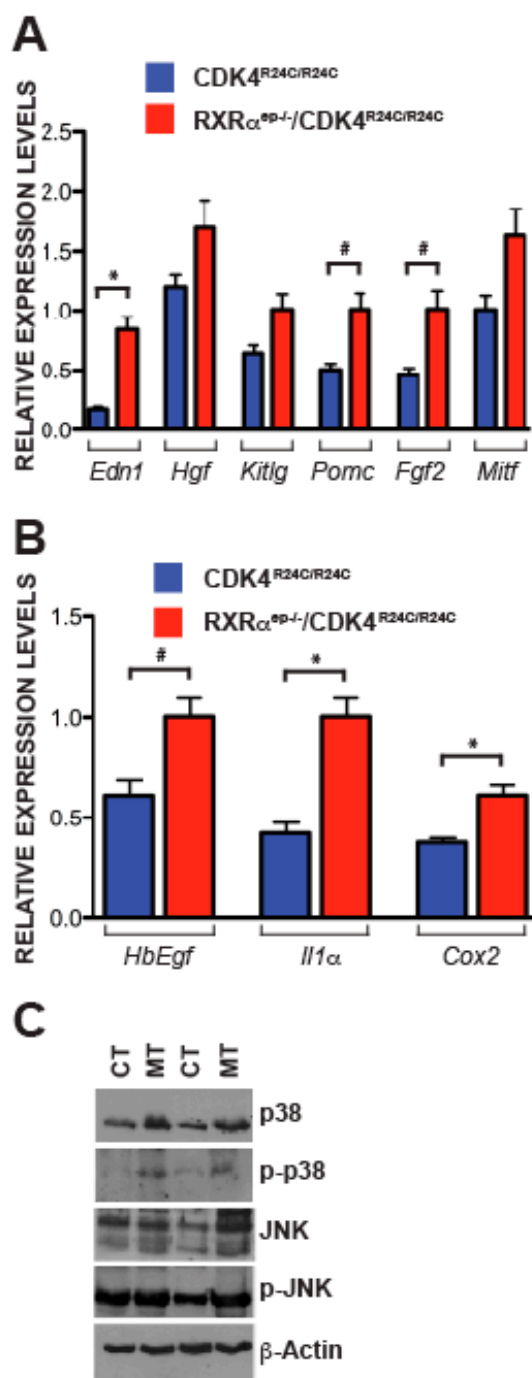 A
CDK4R24C/R24C
RXRαep-/-/CDK4R24C/R24C
RELATIVE EXPRESSION LEVELS
2.5
2.0
1.5
1.0
0.5
0.0
*
#
#
Edn1 Hgf Kitlg Pomc Fgf2 Mitf
B
CDK4R24C/R24C
RXRαep-/-/CDK4R24C/R24C
RELATIVE EXPRESSION LEVELS
1.5
1.0
0.5
0.0
#
*
*
HbEgf Il1α Cox2
C
CT MT CT MT
p38
p-p38
JNK
p-JNK
β-Actin